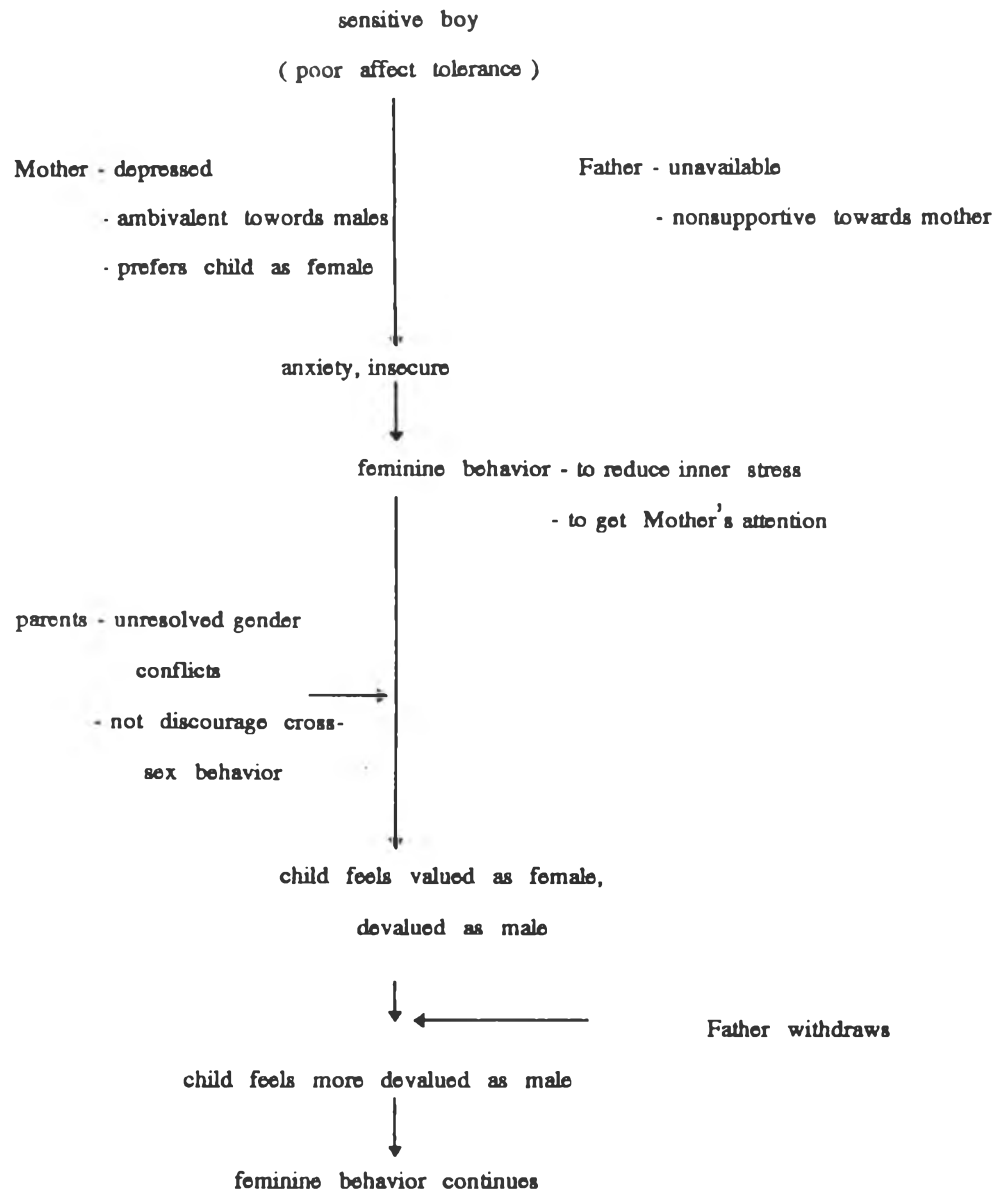 sensitive boy
( poor affect tolerance )
Mother - depressed
- ambivalent towords males
- prefers child as female
Father - unavailable
- nonsupportive towards mother
anxiety, insecure
feminine behavior - to reduce inner stress
- to get Mother's attention
parents - unresolved gender
conflicts
- not discourage cross-
sex behavior
child feels valued as female,
devalued as male
Father withdraws
child feels more devalued as male
feminine behavior continues